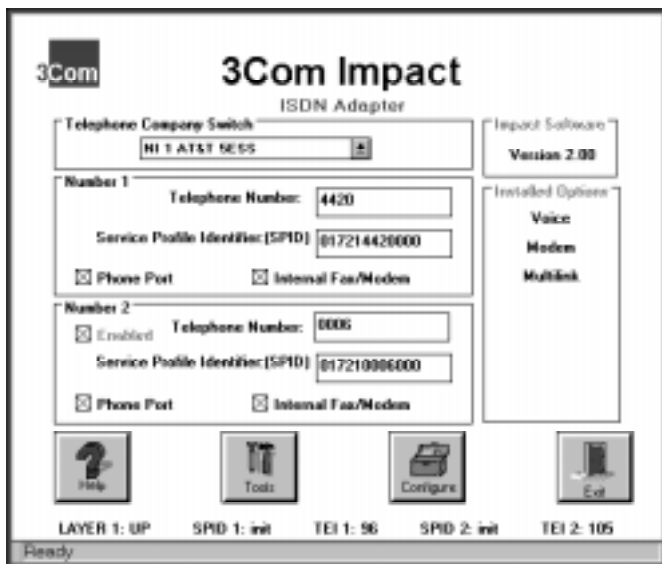 3Com
3Com Impact
ISDN Adapter
Telephone Company Switch
NI 1 AT&T 5ESS
Impact Software
Version 2.00
Number 1
Telephone Number: 4420
Service Profile Identifier:(SPID) 017214420000
Phone Port
Internal Fax/Modem
Installed Options
Voice
Modem
Multilink
Number 2
Enabled
Telephone Number: 0006
Service Profile Identifier:(SPID) 017210006000
Phone Port
Internal Fax/Modem
Help
Tools
Configure
Exit
LAYER 1: UP SPID 1: init TEI 1: 96 SPID 2: init TEI 2: 105
Ready